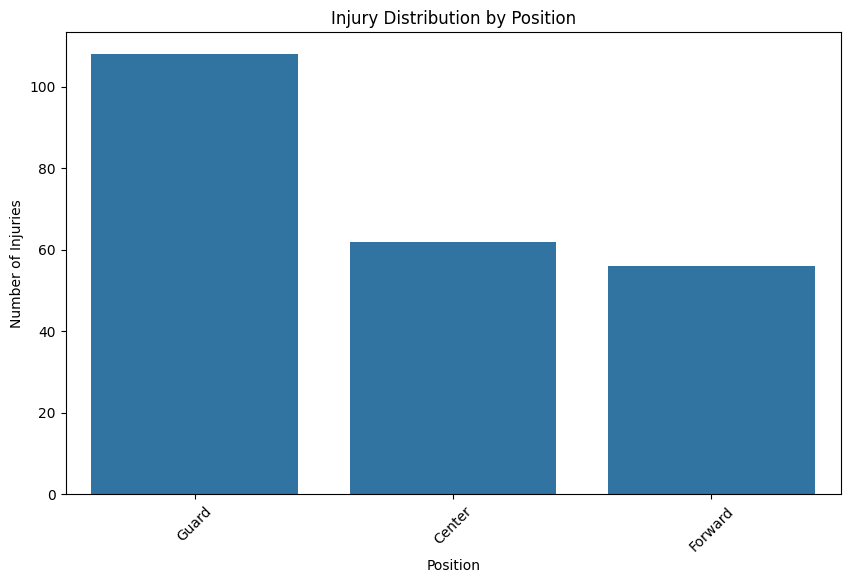 Injury Distribution by Position
Number of Injuries
100
80
60
40
20
0
Guard
Center
Forward
Position